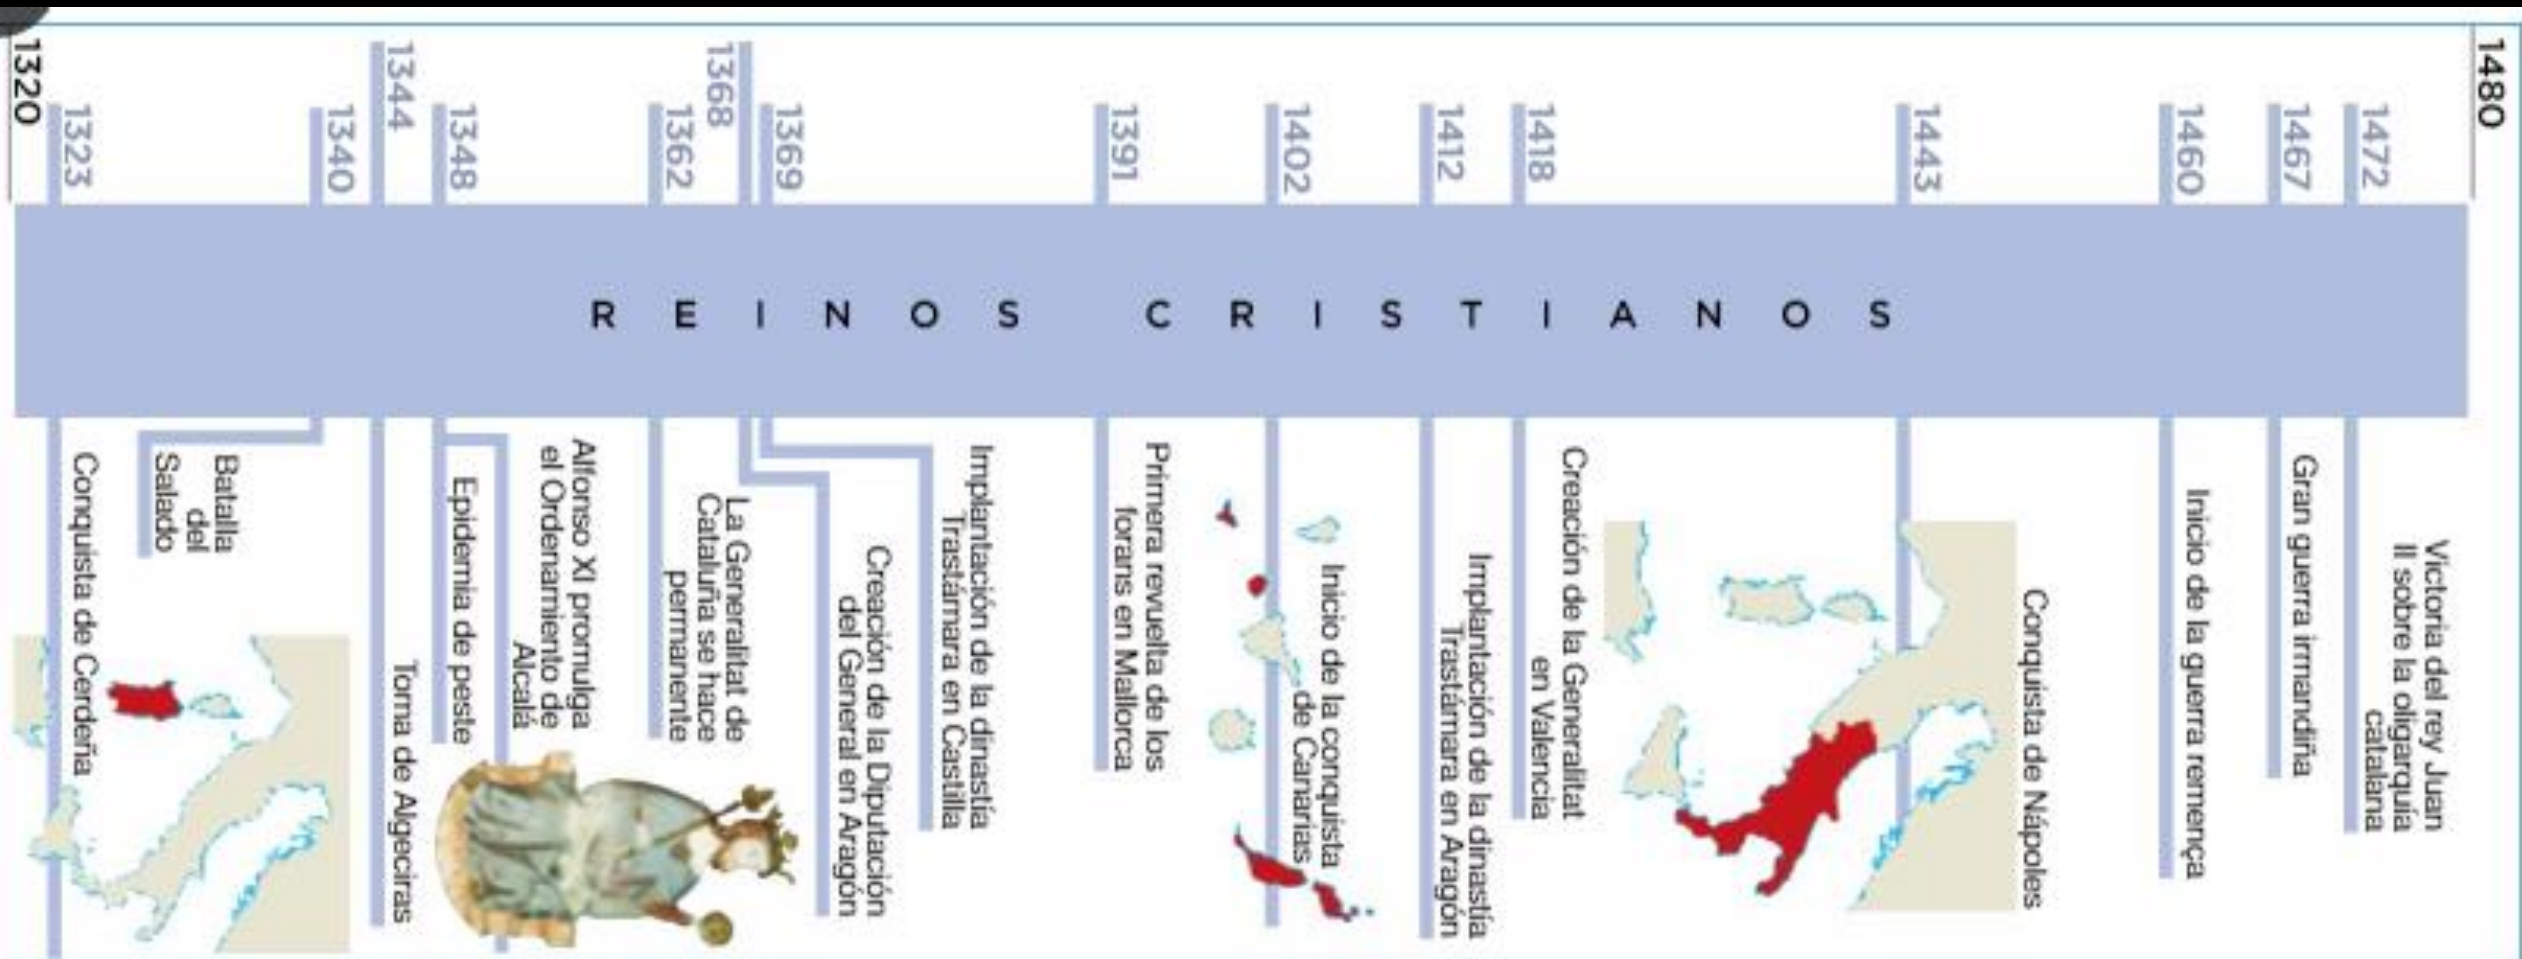 1320
1323
1340
1344
1348
1362
1368
1369
1391
1402
1412
1418
1443
1460
1467
1472
1480
REINOS CRISTIANOS
Conquista de Cerdeña
Batalla
del
Salado
Toma de Algeciras
Epidemia de peste
Alfonso XI promulga
el Ordenamiento de
Alcalá
La Generalitat de
Cataluña se hace
permanente
Creación de la Diputación
del General en Aragón
Implantación de la dinastía
Trastámara en Castilla
Primera revuelta de los
forans en Mallorca
Inicio de la conquista
de Canarias
Implantación de la dinastía
Trastámara en Aragón
Creación de la Generalitat
en Valencia
Conquista de Nápoles
Inicio de la guerra remença
Gran guerra irmandiña
Victoria del rey Juan
II sobre la oligarquía
catalana